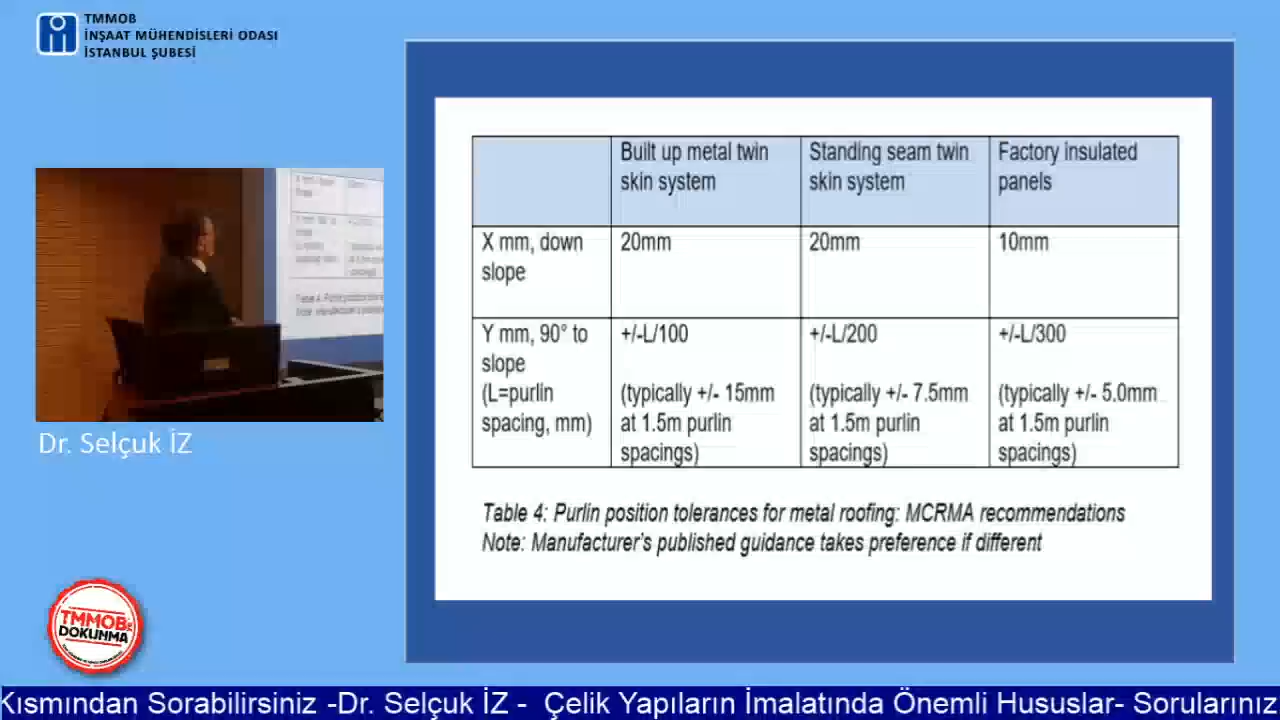 TMMOB
İNŞAAT MÜHENDİSLERİ ODASI
İSTANBUL ŞUBESİ
Built up metal twin skin system
Standing seam twin skin system
Factory insulated panels
X mm, down slope
20mm
20mm
10mm
Y mm, 90° to slope (L=purlin spacing, mm)
+/-L/100
(typically +/- 15mm at 1.5m purlin spacings)
+/-L/200
(typically +/- 7.5mm at 1.5m purlin spacings)
+/-L/300
(typically +/- 5.0mm at 1.5m purlin spacings)
Table 4: Purlin position tolerances for metal roofing: MCRMA recommendations
Note: Manufacturer's published guidance takes preference if different
Dr. Selçuk İZ
TMMOB
DOKUNMA
Kısmından Sorabilirsiniz -Dr. Selçuk İZ - Çelik Yapıların İmalatında Önemli Hususlar- Sorularınız